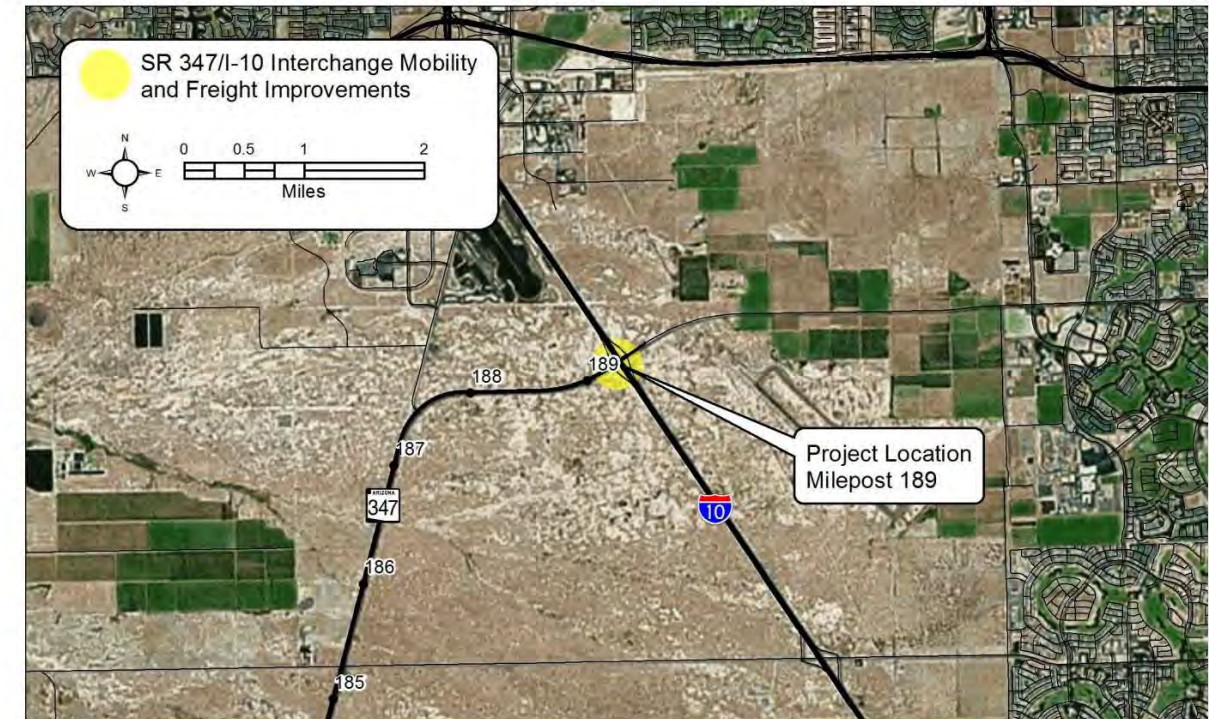 SR 347/I-10 Interchange Mobility
and Freight Improvements
N
W E
S
0 0.5 1 2
Miles
189
188
187
Project Location
Milepost 189
ARIZONA
347
10
186
185